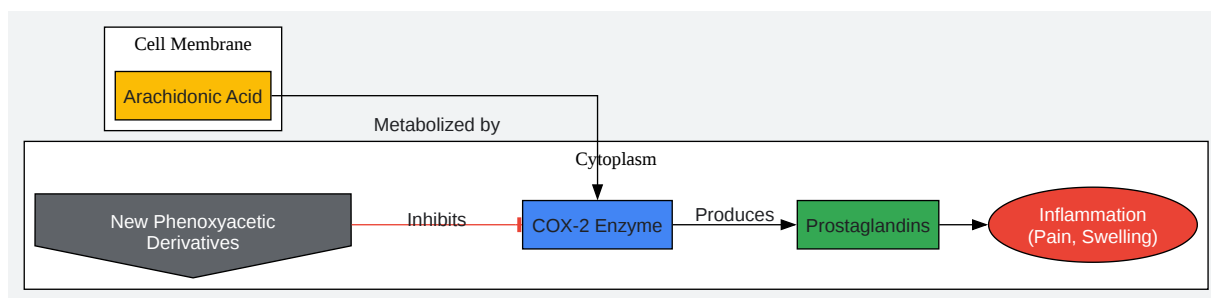 Cell Membrane
Arachidonic Acid
Metabolized by
Cytoplasm
New Phenoxyacetic
Derivatives
Inhibits
COX-2 Enzyme
Produces
Prostaglandins
Inflammation
(Pain, Swelling)